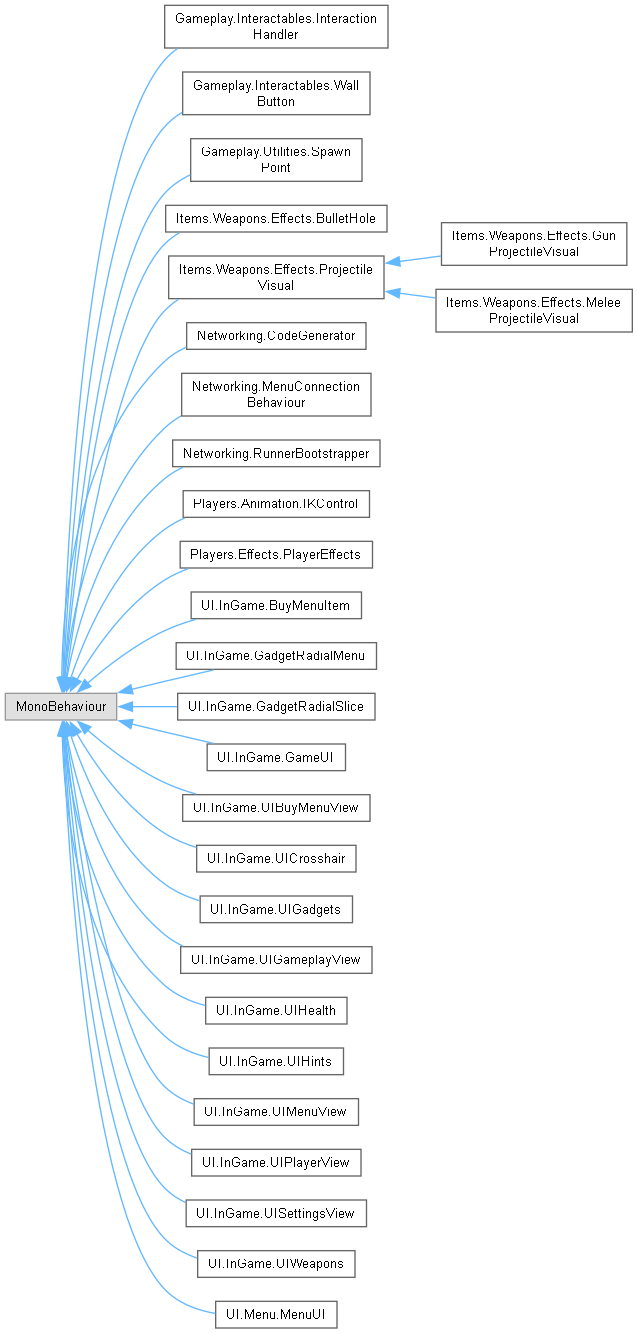 Gameplay.Interactables.Interaction
Handler
Gameplay.Interactables.Wall
Button
Gameplay.Utilities.Spawn
Point
Items.Weapons.Effects.BulletHole
Items.Weapons.Effects.Gun
ProjectileVisual
Items.Weapons.Effects.Projectile
Visual
Items.Weapons.Effects.Melee
ProjectileVisual
Networking.CodeGenerator
Networking.MenuConnection
Behaviour
Networking.RunnerBootstrapper
Players.Animation.IKControl
Players.Effects.PlayerEffects
UI.InGame.BuyMenuItem
UI.InGame.GadgetRadialMenu
MonoBehaviour
UI.InGame.GadgetRadialSlice
UI.InGame.GameUI
UI.InGame.UIBuyMenuView
UI.InGame.UICrosshair
UI.InGame.UIGadgets
UI.InGame.UIGameplayView
UI.InGame.UIHealth
UI.InGame.UIHints
UI.InGame.UIMenuView
UI.InGame.UIPlayerView
UI.InGame.UISettingsView
UI.InGame.UIWeapons
UI.Menu.MenuUI